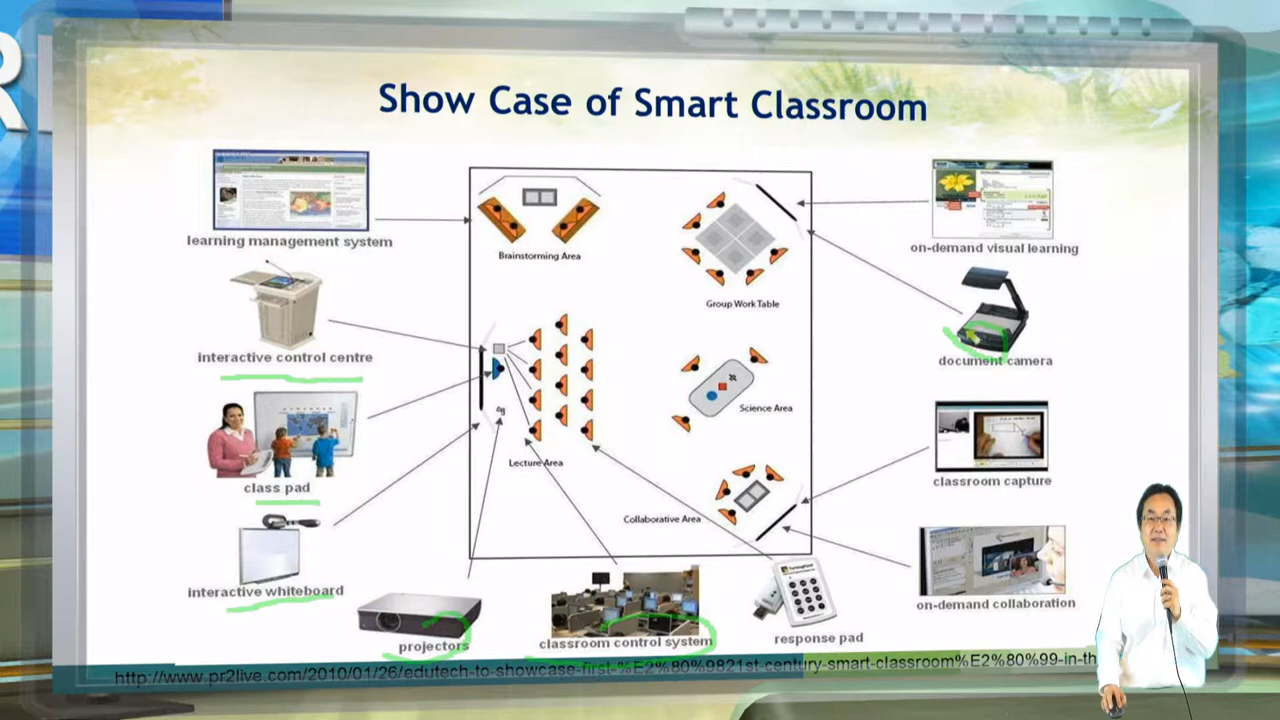 R
Show Case of Smart Classroom
learning management system
Brainstorming Area
on-demand visual learning
Group Work Table
interactive control centre
document camera
Science Area
class pad
Lecture Area
classroom capture
Collaborative Area
interactive whiteboard
on-demand collaboration
projectors
classroom control system
response pad
http://www.pr2live.com/2010/01/26/edutech-to-showcase-first-%E2%80%9821st-century-smart-classroom%E2%80%99-in-th